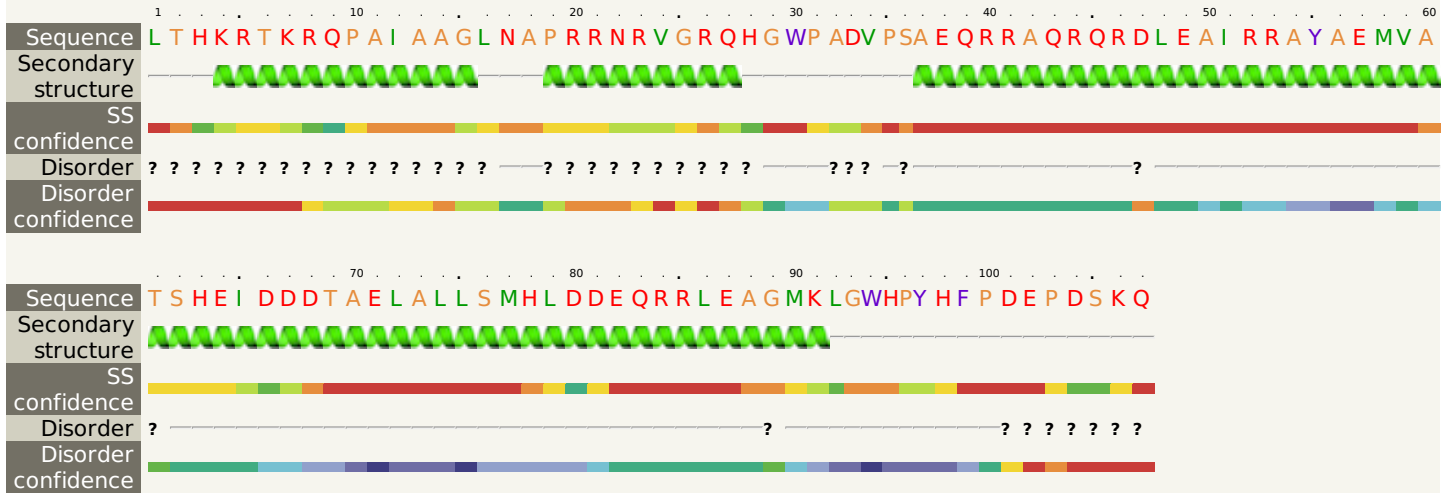 1 10 20 30 40 50 60
Sequence L T H K R T K R Q P A I A A G L N A P R R N R V G R Q H G W P A D V P S A E Q R R A Q R Q R D L E A I R R A Y A E M V A
Secondary
structure
SS
confidence
Disorder ? ? ? ? ? ? ? ? ? ? ? ? ? ? ? ? ? ? ? ? ? ? ? ? ? ? ? ? ? ? ?
Disorder
confidence
70 80 90 100
Sequence T S H E I D D D T A E L A L L S M H L D D E Q R R L E A G M K L G W H P Y H F P D E P D S K Q
Secondary
structure
SS
confidence
Disorder ? ? ? ? ? ? ? ? ?
Disorder
confidence